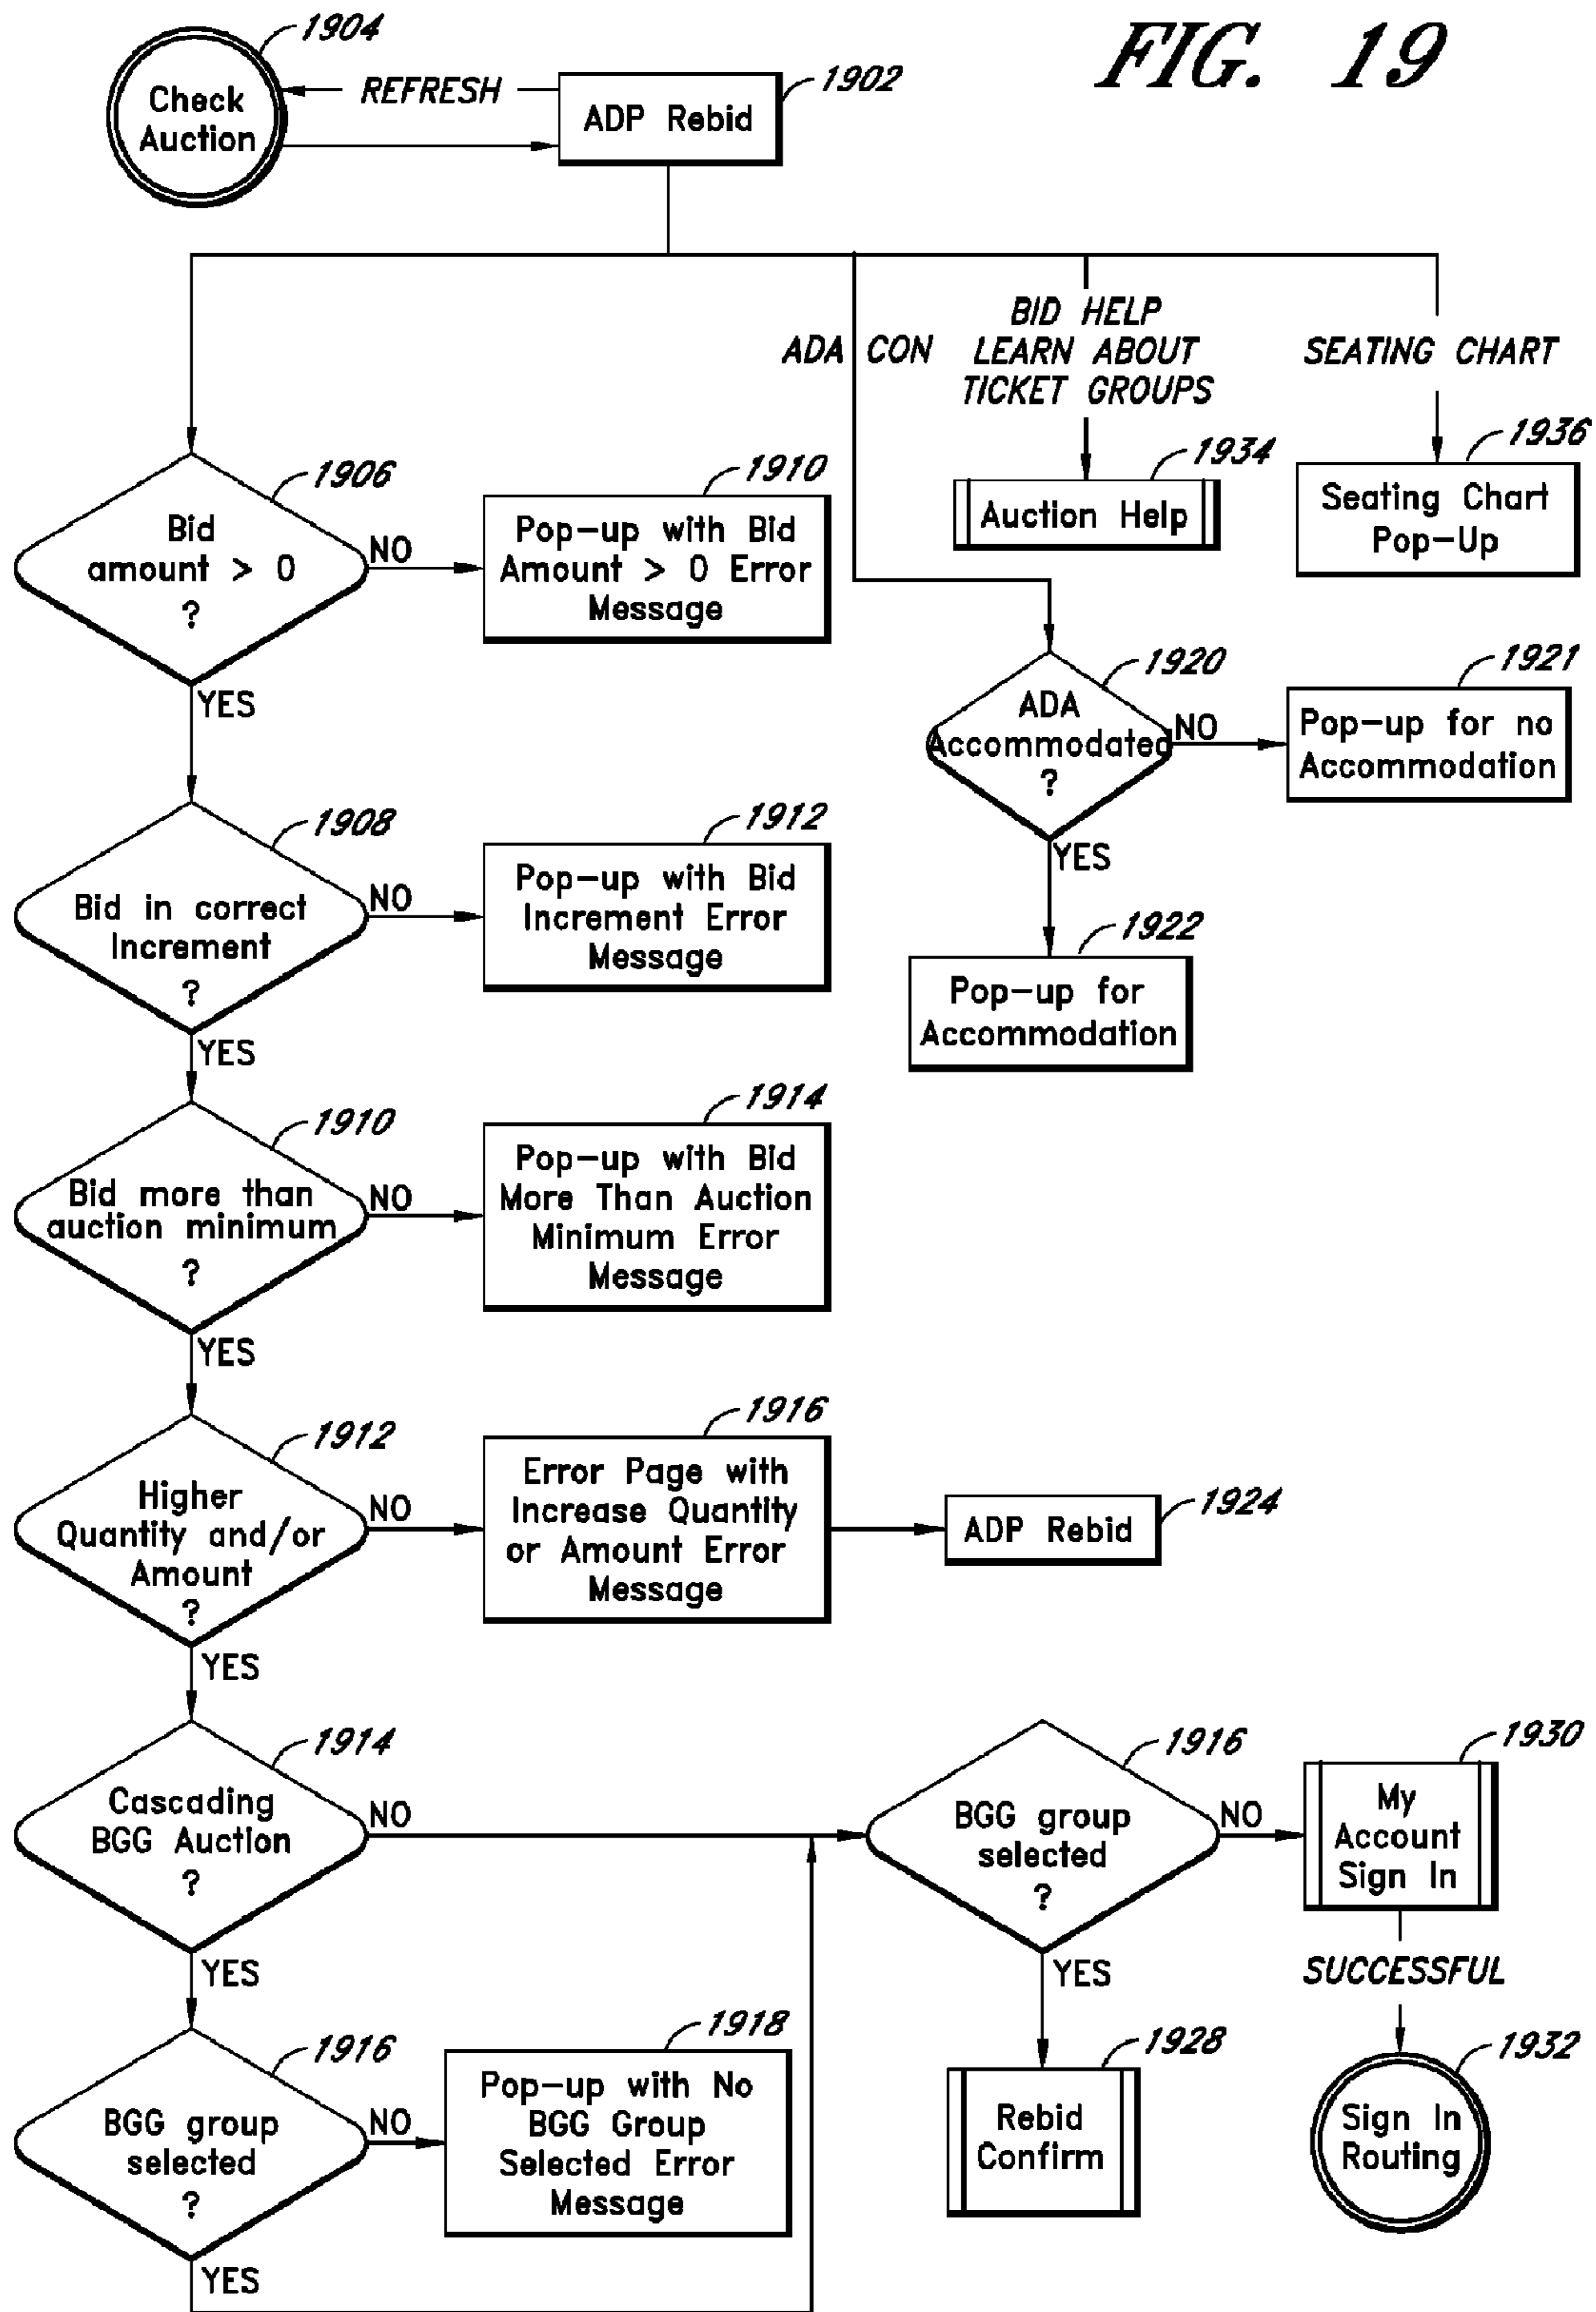 FIG. 19
1904
Check
Auction
REFRESH
1902
ADP Rebid
ADA CON
BID HELP
LEARN ABOUT
TICKET GROUPS
SEATING CHART
1934
Auction Help
1936
Seating Chart
Pop-Up
1906
Bid
amount > 0
?
NO
YES
1910
Pop-up with Bid
Amount > 0 Error
Message
1920
ADA
Accommodated
?
NO
YES
1921
Pop-up for no
Accommodation
1922
Pop-up for
Accommodation
1908
Bid in correct
Increment
?
NO
YES
1912
Pop-up with Bid
Increment Error
Message
1910
Bid more than
auction minimum
?
NO
YES
1914
Pop-up with Bid
More Than Auction
Minimum Error
Message
1912
Higher
Quantity and/or
Amount
?
NO
YES
1916
Error Page with
Increase Quantity
or Amount Error
Message
1924
ADP Rebid
1914
Cascading
BGG Auction
?
NO
YES
1916
BGG group
selected
?
NO
YES
1930
My
Account
Sign In
SUCCESSFUL
1932
Sign In
Routing
1928
Rebid
Confirm
1916
BGG group
selected
?
NO
YES
1918
Pop-up with No
BGG Group
Selected Error
Message